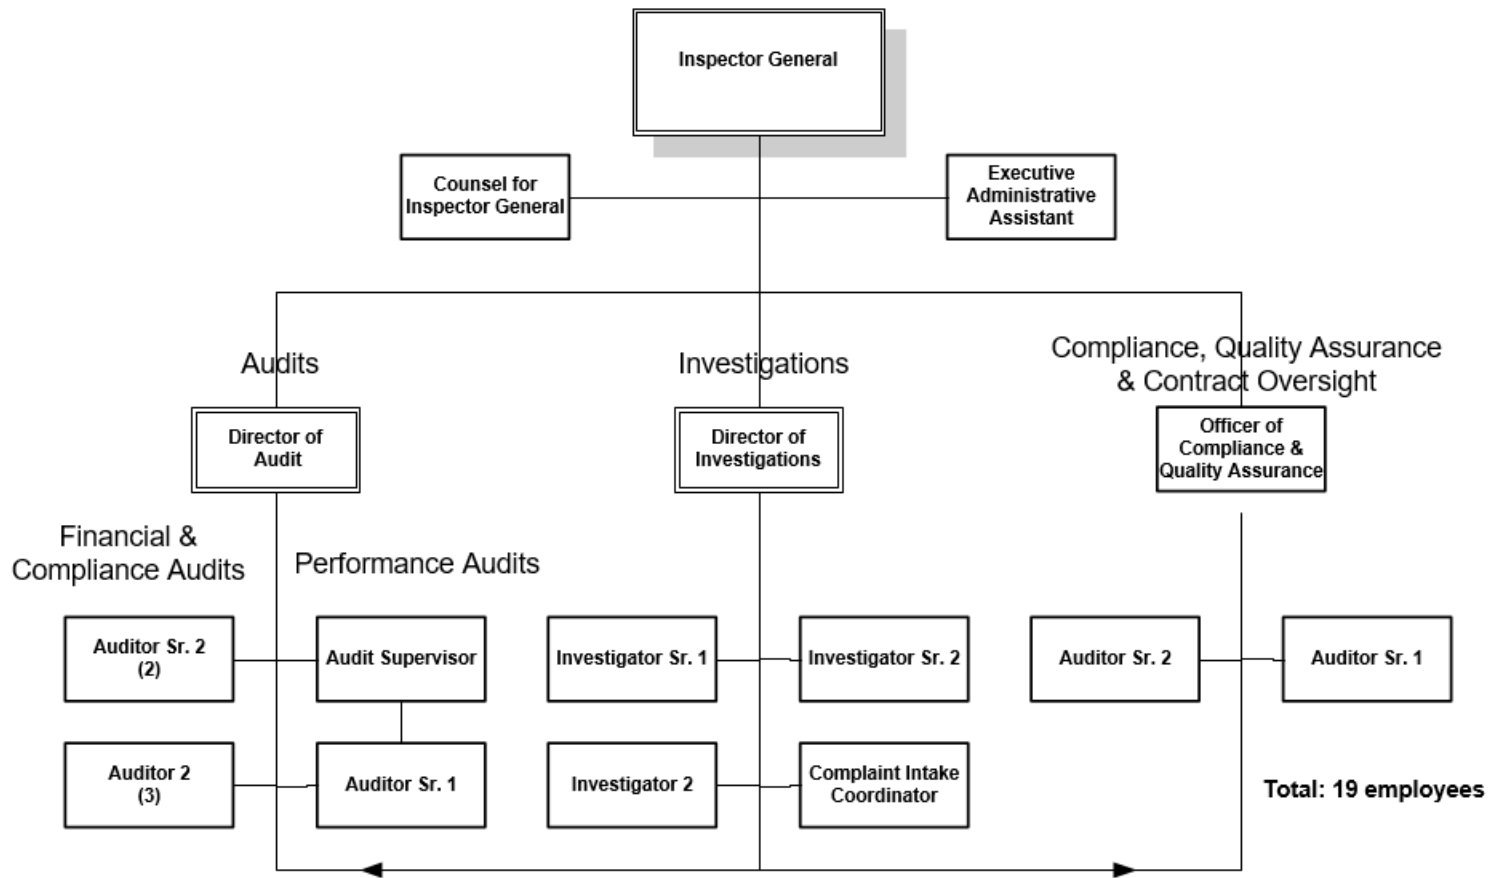 Inspector General
Counsel for
Inspector General
Executive
Administrative
Assistant
Audits
Investigations
Compliance, Quality Assurance
& Contract Oversight
Director of
Audit
Director of
Investigations
Officer of
Compliance &
Quality Assurance
Financial &
Compliance Audits
Performance Audits
Auditor Sr. 2
(2)
Audit Supervisor
Investigator Sr. 1
Investigator Sr. 2
Auditor Sr. 2
Auditor Sr. 1
Auditor 2
(3)
Auditor Sr. 1
Investigator 2
Complaint Intake
Coordinator
Total: 19 employees